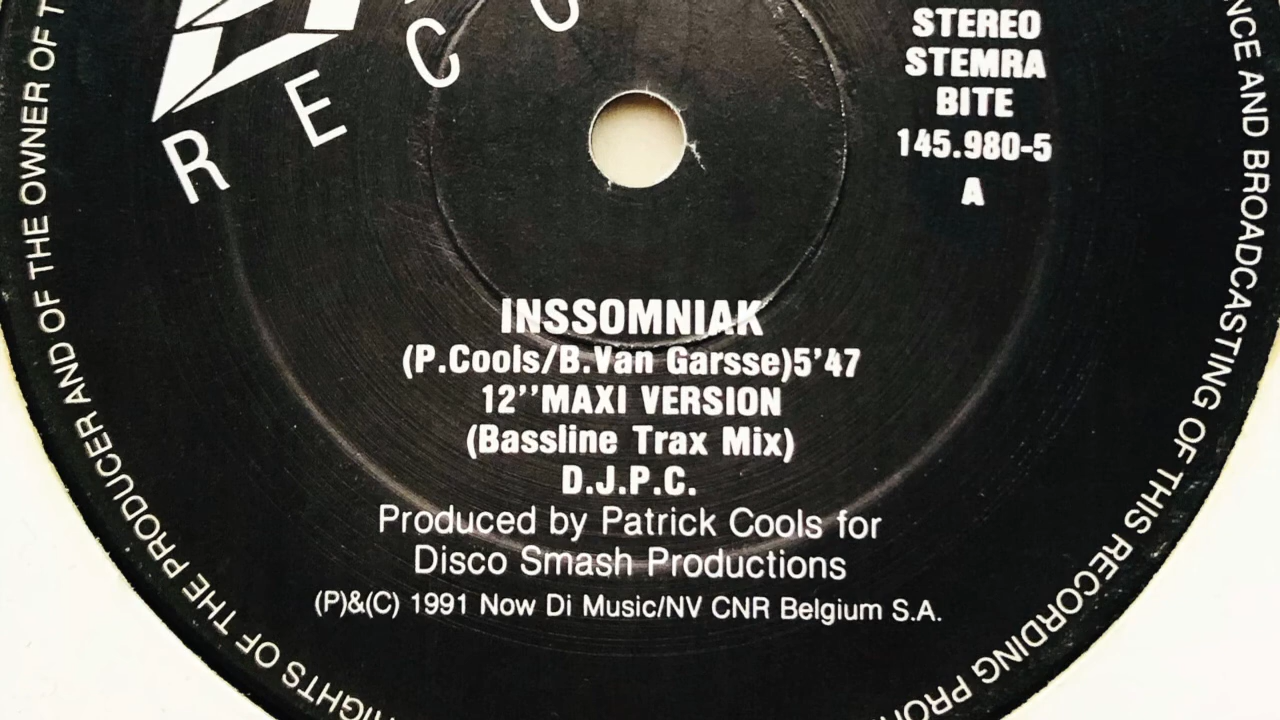 R E C O
STEREO
STEMRA
BITE
145.980-5
A
INSSOMNIAK
(P.Cools/B.Van Garsse)5'47
12''MAXI VERSION
(Bassline Trax Mix)
D.J.P.C.
Produced by Patrick Cools for
Disco Smash Productions
(P)&(C) 1991 Now Di Music/NV CNR Belgium S.A.
RIGHTS OF THE PRODUCER AND OF THE OWNER OF
AND BROADCASTING OF THIS RECORDING